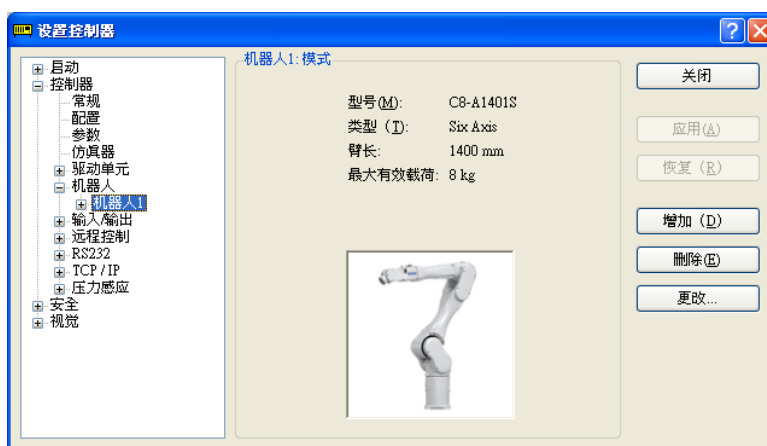 设置控制器
启动
控制器
常规
配置
参数
仿真器
驱动单元
机器人
机器人1
输入/输出
远程控制
RS232
TCP / IP
压力感应
安全
视觉
机器人1: 模式
型号(M): C8-A1401S
类型 (T): Six Axis
臂长: 1400 mm
最大有效载荷: 8 kg
关闭
应用(A)
恢复 (R)
增加 (D)
删除(E)
更改...